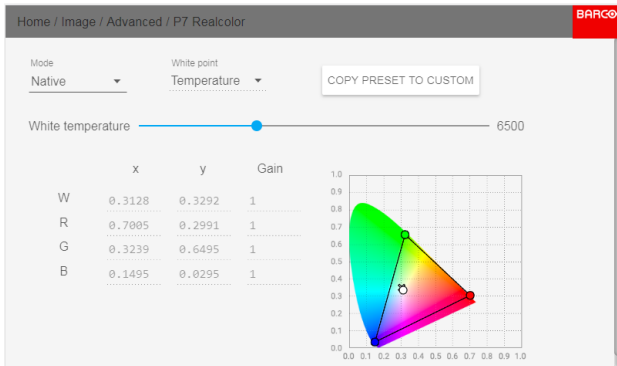 Home / Image / Advanced / P7 Realcolor
BARCO
Mode
White point
Native
Temperature
COPY PRESET TO CUSTOM
White temperature
6500
x y Gain
W 0.3128 0.3292 1
R 0.7005 0.2991 1
G 0.3239 0.6495 1
B 0.1495 0.0295 1
1.0
0.9
0.8
0.7
0.6
0.5
0.4
0.3
0.2
0.1
0.0
0.0 0.1 0.2 0.3 0.4 0.5 0.6 0.7 0.8 0.9 1.0